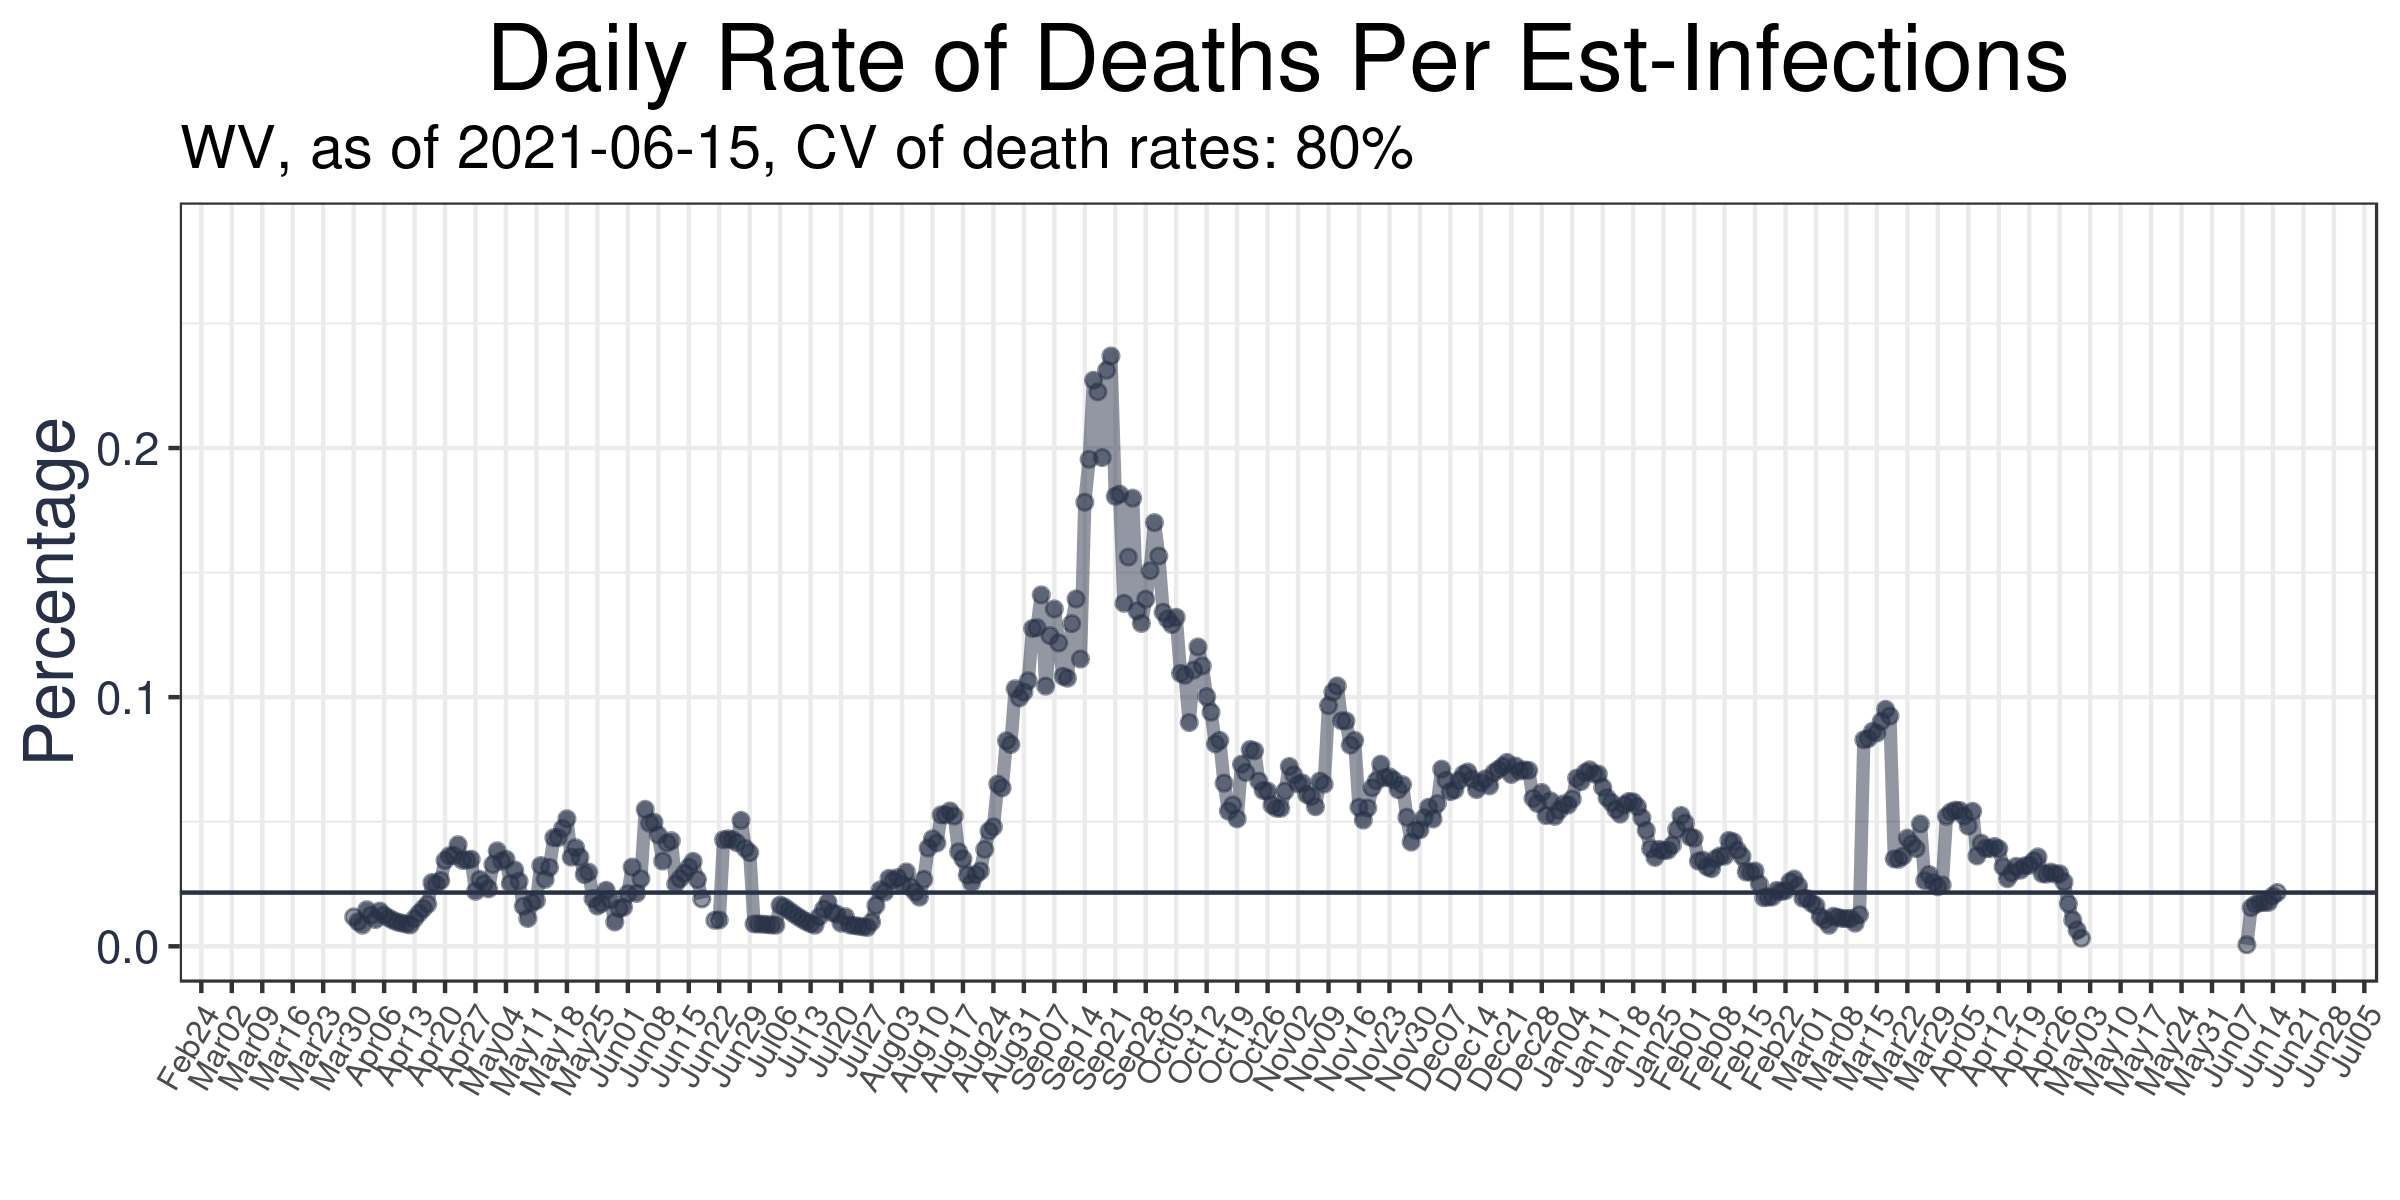 Daily Rate of Deaths Per Est-Infections
WV, as of 2021-06-15, CV of death rates: 80%
Percentage
0.2
0.1
0.0
Feb24
Mar02
Mar09
Mar16
Mar23
Mar30
Apr06
Apr13
Apr20
Apr27
May04
May11
May18
May25
Jun01
Jun08
Jun15
Jun22
Jun29
Jul06
Jul13
Jul20
Jul27
Aug03
Aug10
Aug17
Aug24
Aug31
Sep07
Sep14
Sep21
Sep28
Oct05
Oct12
Oct19
Oct26
Nov02
Nov09
Nov16
Nov23
Nov30
Dec07
Dec14
Dec21
Dec28
Jan04
Jan11
Jan18
Jan25
Feb01
Feb08
Feb15
Feb22
Mar01
Mar08
Mar15
Mar22
Mar29
Apr05
Apr12
Apr19
Apr26
May03
May10
May17
May24
May31
Jun07
Jun14
Jun21
Jun28
Jul05